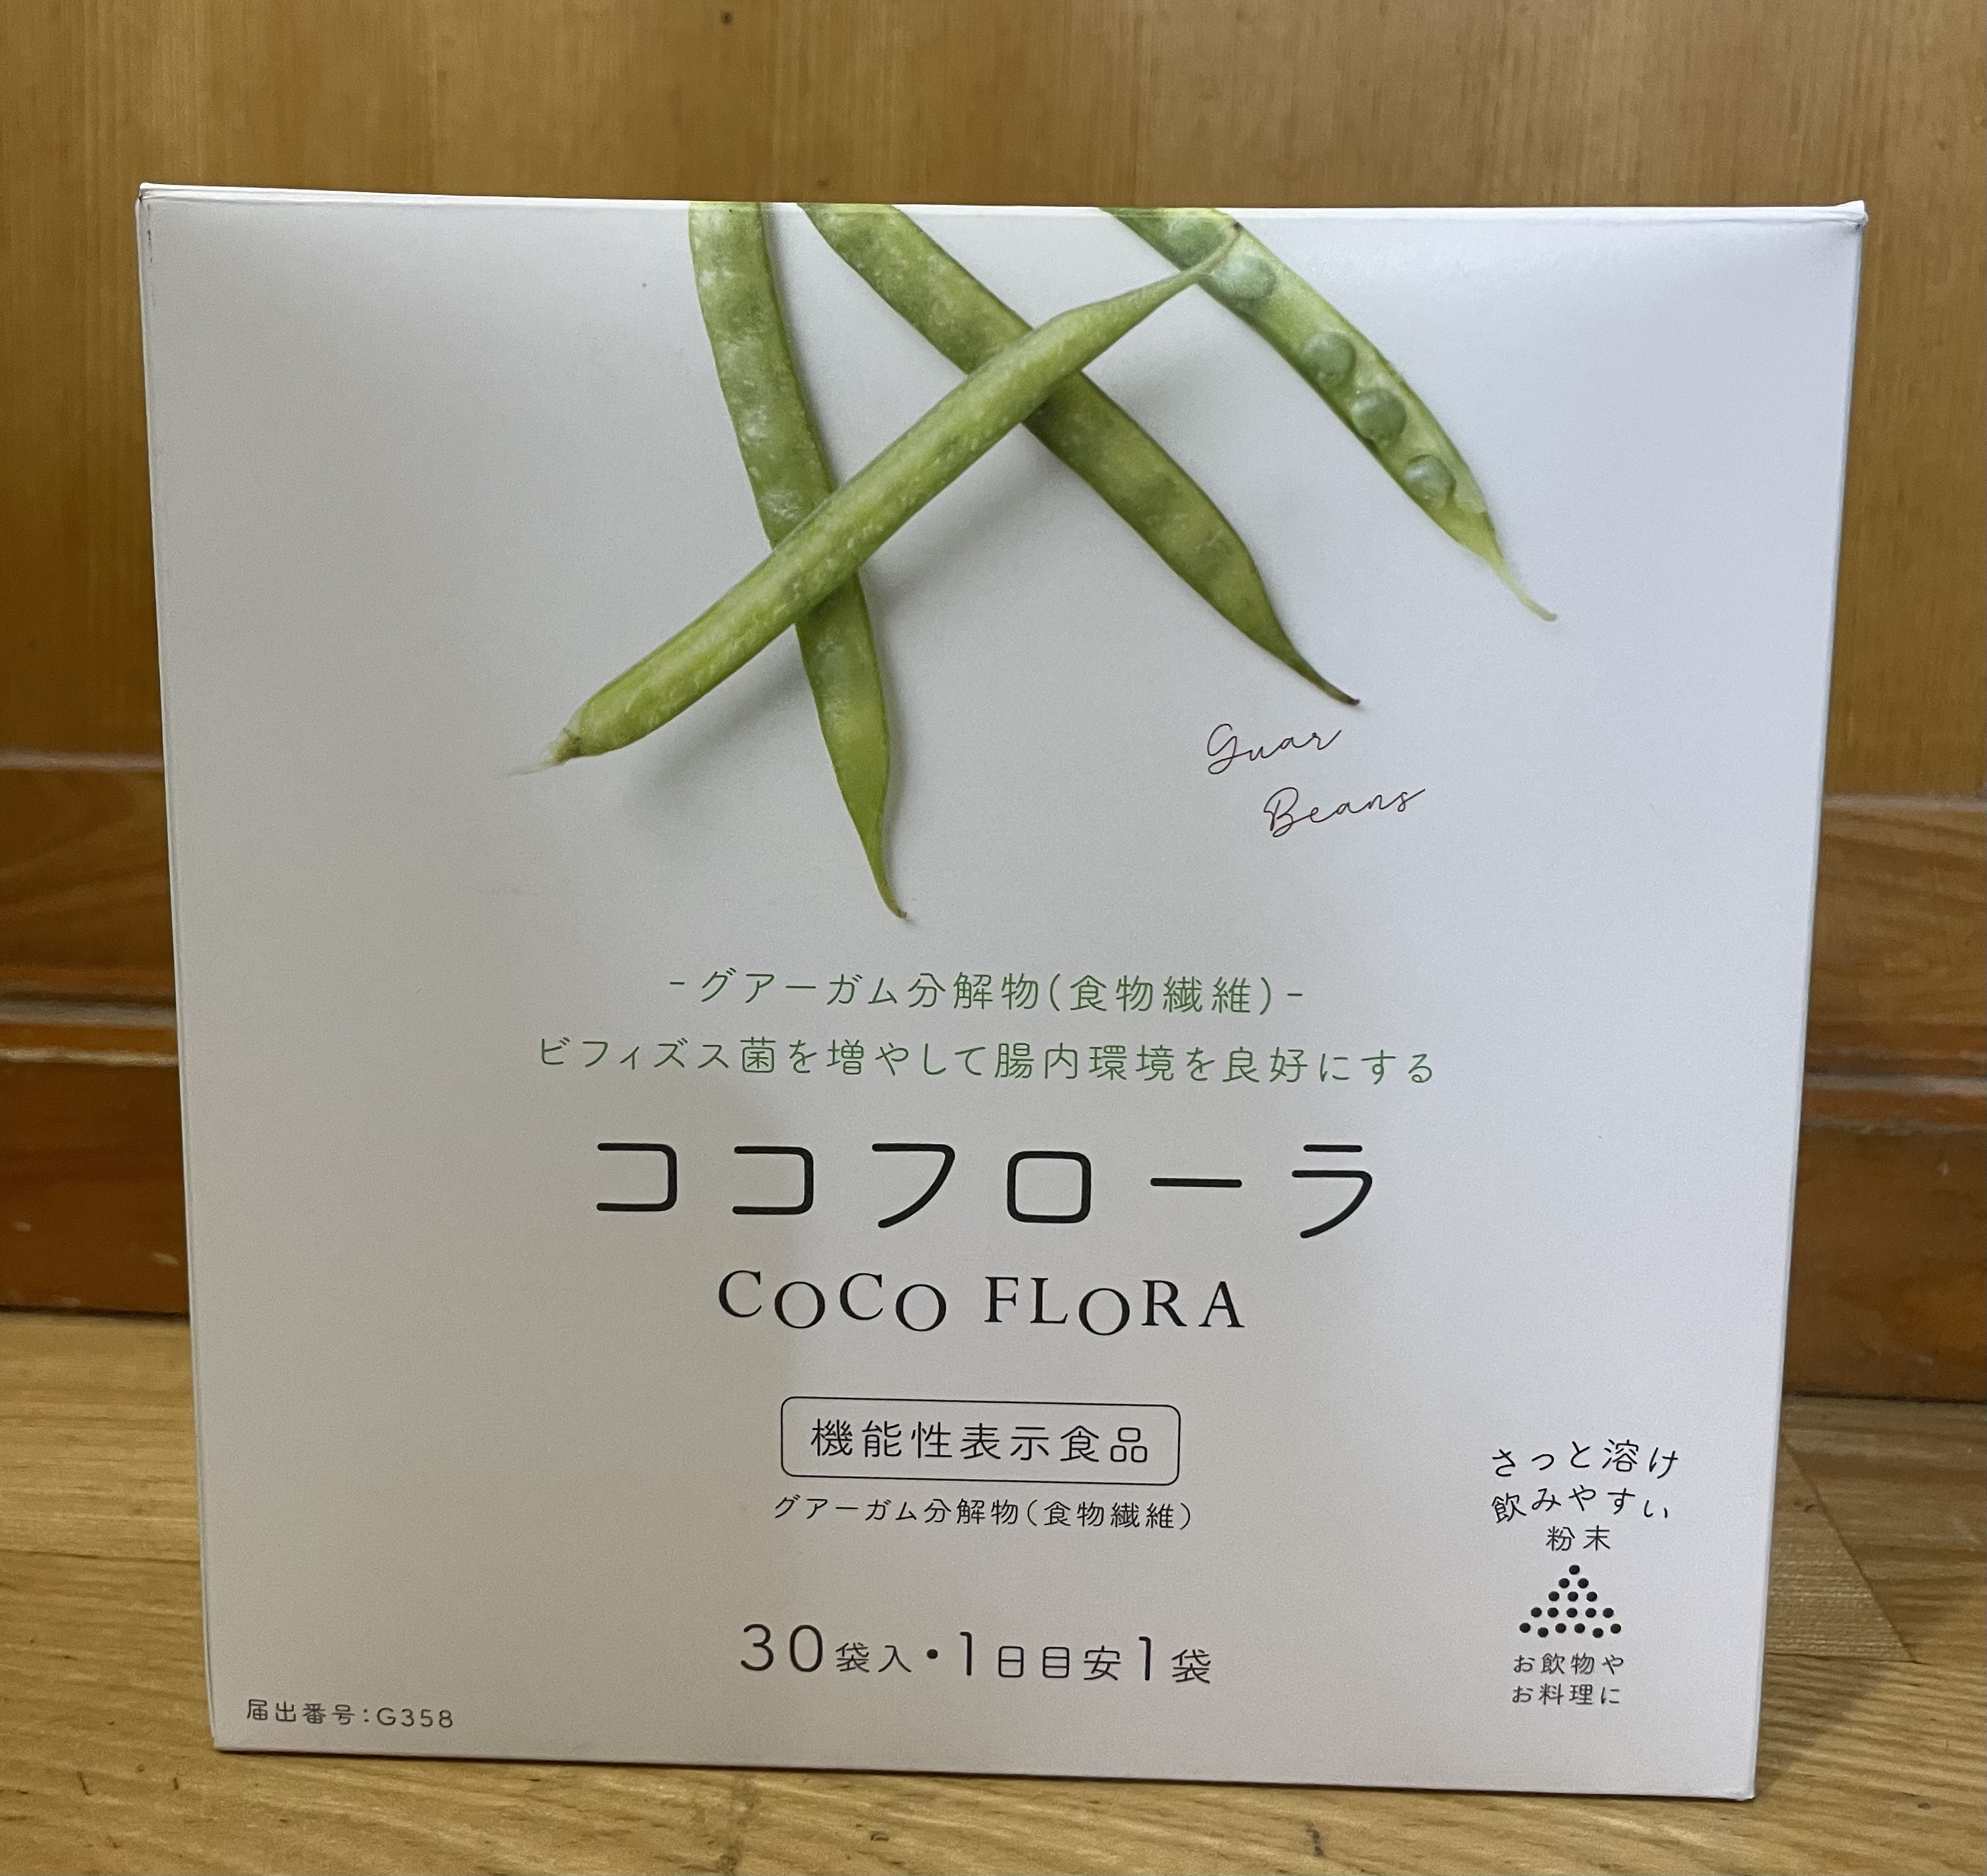 Guar
Beans
-グアーガム分解物(食物繊維)-
ビフィズス菌を増やして腸内環境を良好にする
ココフローラ
COCO FLORA
機能性表示食品
グアーガム分解物(食物繊維)
さっと溶け
飲みやすい
粉末
お飲物や
お料理に
30袋入・1日目安1袋
届出番号:G358